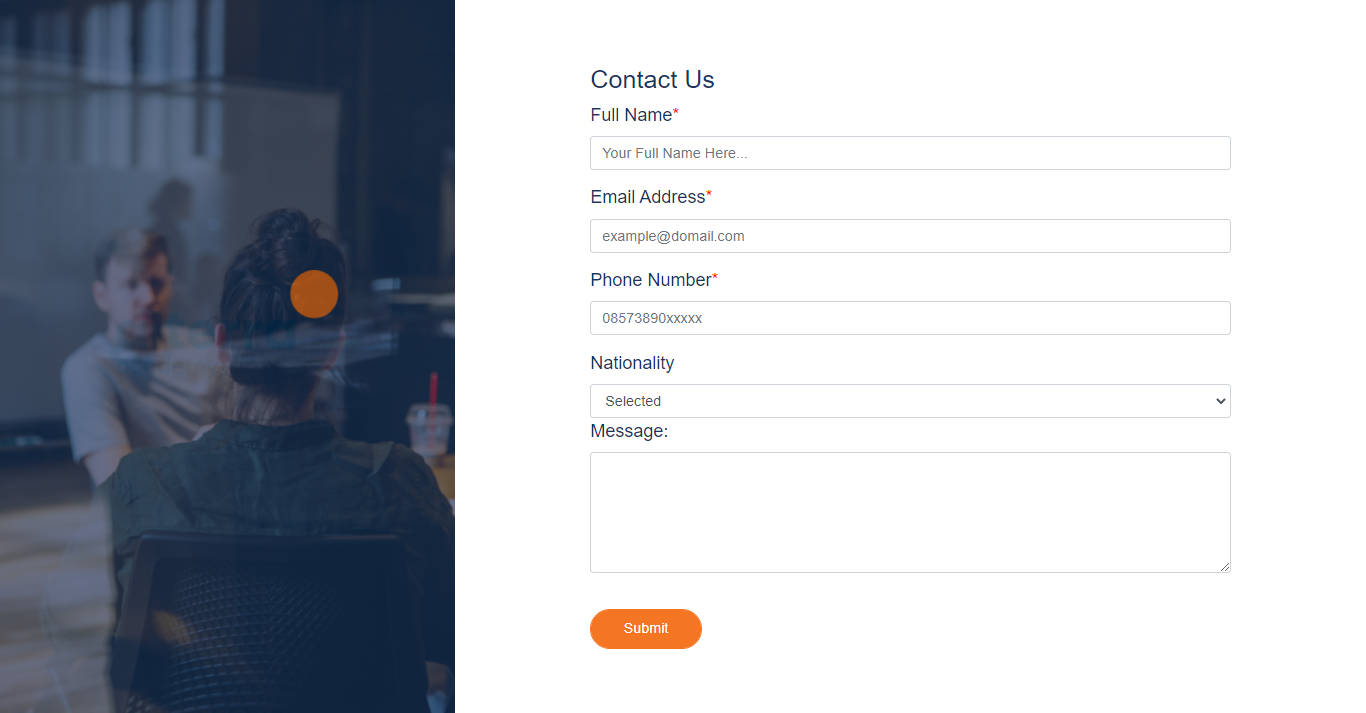 Contact Us
Full Name*
Your Full Name Here...
Email Address*
example@domail.com
Phone Number*
08573890xxxxx
Nationality
Selected
Message:
Submit